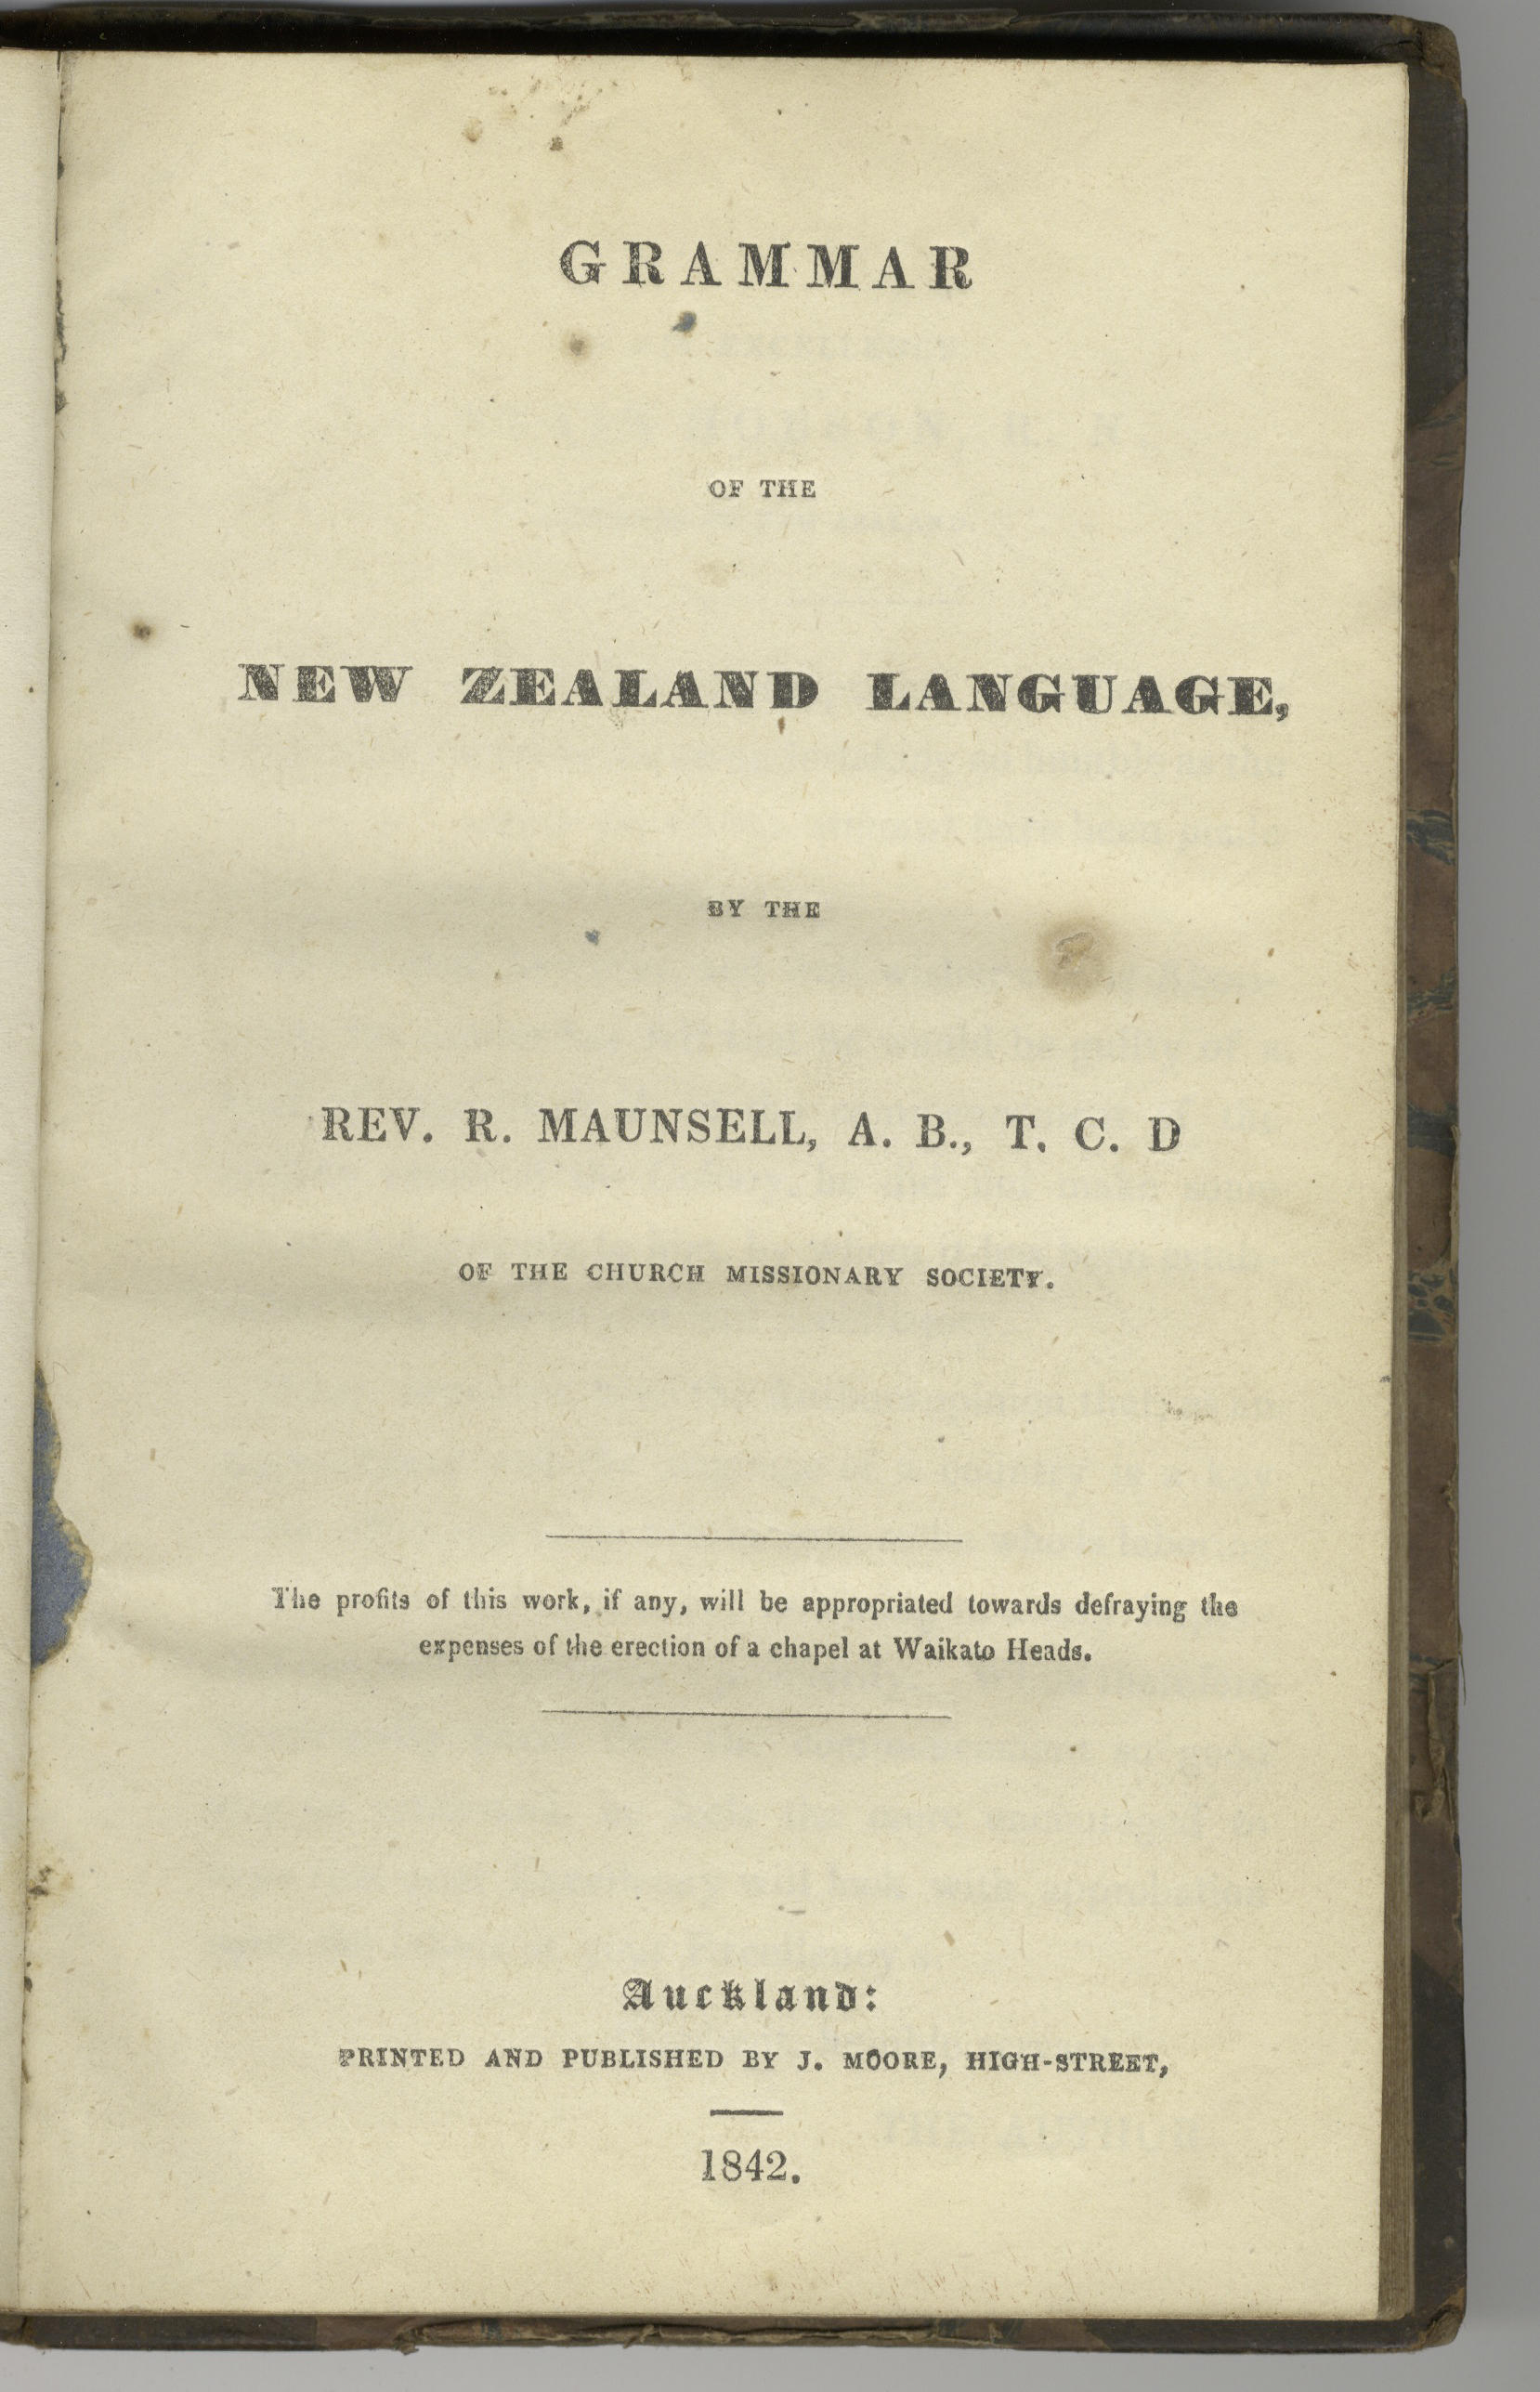 GRAMMAR
OF THE
NEW ZEALAND LANGUAGE,
BY THE
REV. R. MAUNSELL, A. B., T. C. D
OF THE CHURCH MISSIONARY SOCIETY.
The profits of this work, if any, will be appropriated towards defraying the
expenses of the erection of a chapel at Waikato Heads.
Auckland:
PRINTED AND PUBLISHED BY J. MOORE, HIGH-STREET,
1842.